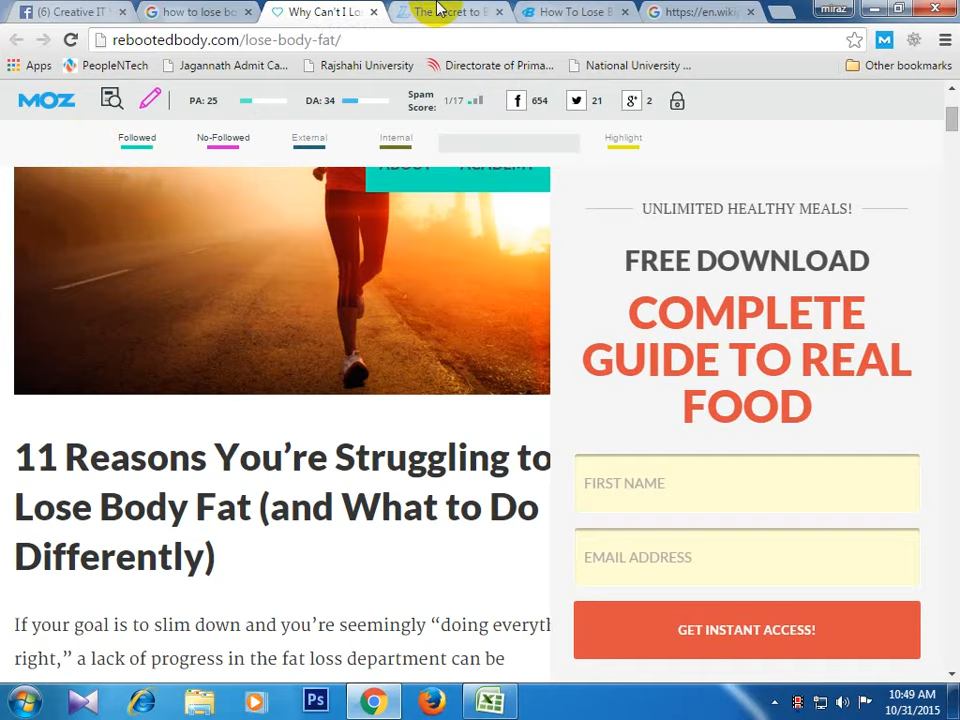 (6) Creative IT
how to lose bo
Why Can't I Lo
The Secret to B
How To Lose B
https://en.wiki
miraz
rebootedbody.com/lose-body-fat/
Apps
PeopleNTech
Jagannath Admit Ca...
Rajshahi University
Directorate of Prima...
National University ...
Other bookmarks
MOZ
PA: 25
DA: 34
Spam Score: 1/17
654
21
2
Followed
No-Followed
External
Internal
Highlight
ABOUT ACADEMY
UNLIMITED HEALTHY MEALS!
FREE DOWNLOAD
COMPLETE
GUIDE TO REAL
FOOD
FIRST NAME
EMAIL ADDRESS
GET INSTANT ACCESS!
11 Reasons You're Struggling to
Lose Body Fat (and What to Do
Differently)
If your goal is to slim down and you're seemingly "doing everyth
right," a lack of progress in the fat loss department can be
Ps
10:49 AM
10/31/2015